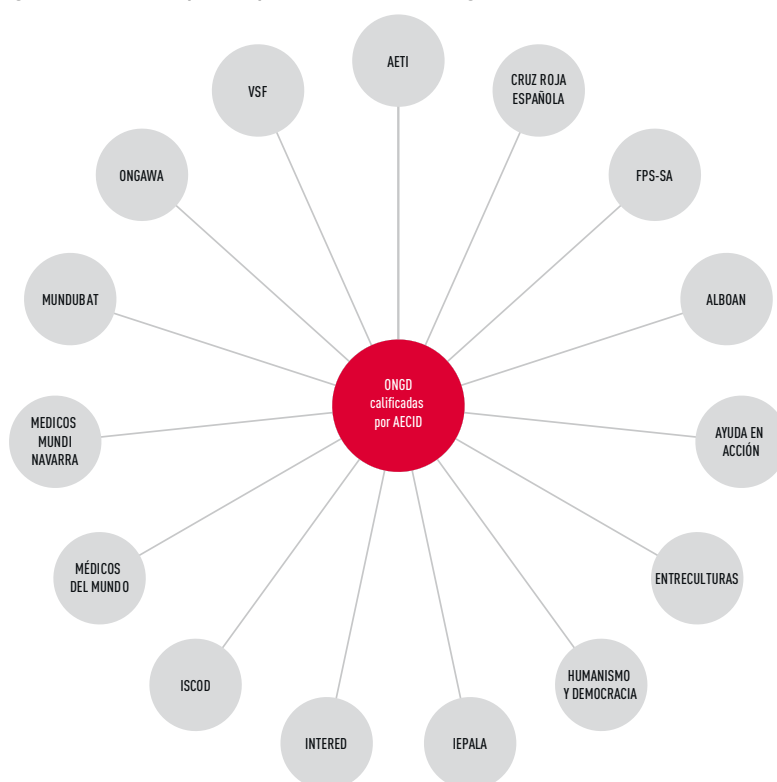 AETI
CRUZ ROJA
ESPAÑOLA
FPS-SA
ALBOAN
AYUDA EN
ACCIÓN
ENTRECULTURAS
HUMANISMO
Y DEMOCRACIA
IEPALA
INTERED
ISCOD
MÉDICOS
DEL MUNDO
MEDICOS
MUNDI
NAVARRA
MUNDUBAT
ONGAWA
VSF
ONGD
calificadas
por AECID